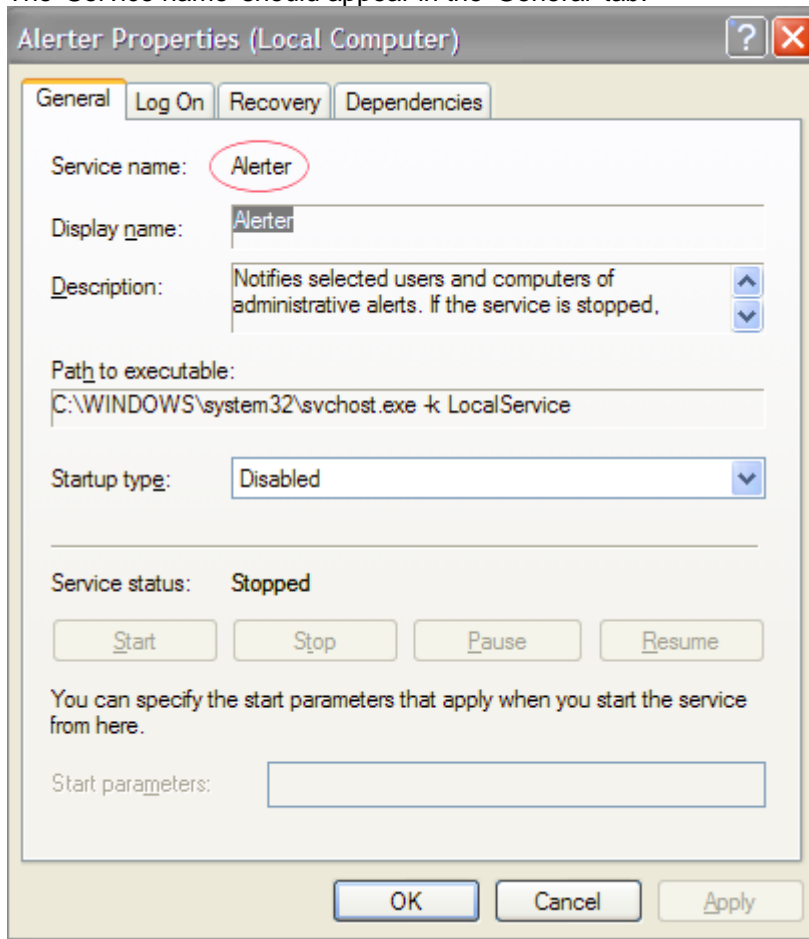 The 'Service name' should appear in the 'General' tab.
Alerter Properties (Local Computer)
General Log On Recovery Dependencies
Service name: Alerter
Display name: Alerter
Description: Notifies selected users and computers of
administrative alerts. If the service is stopped,
Path to executable:
C:\WINDOWS\system32\svchost.exe -k LocalService
Startup type: Disabled
Service status: Stopped
Start Stop Pause Resume
You can specify the start parameters that apply when you start the service
from here.
Start parameters:
OK Cancel Apply